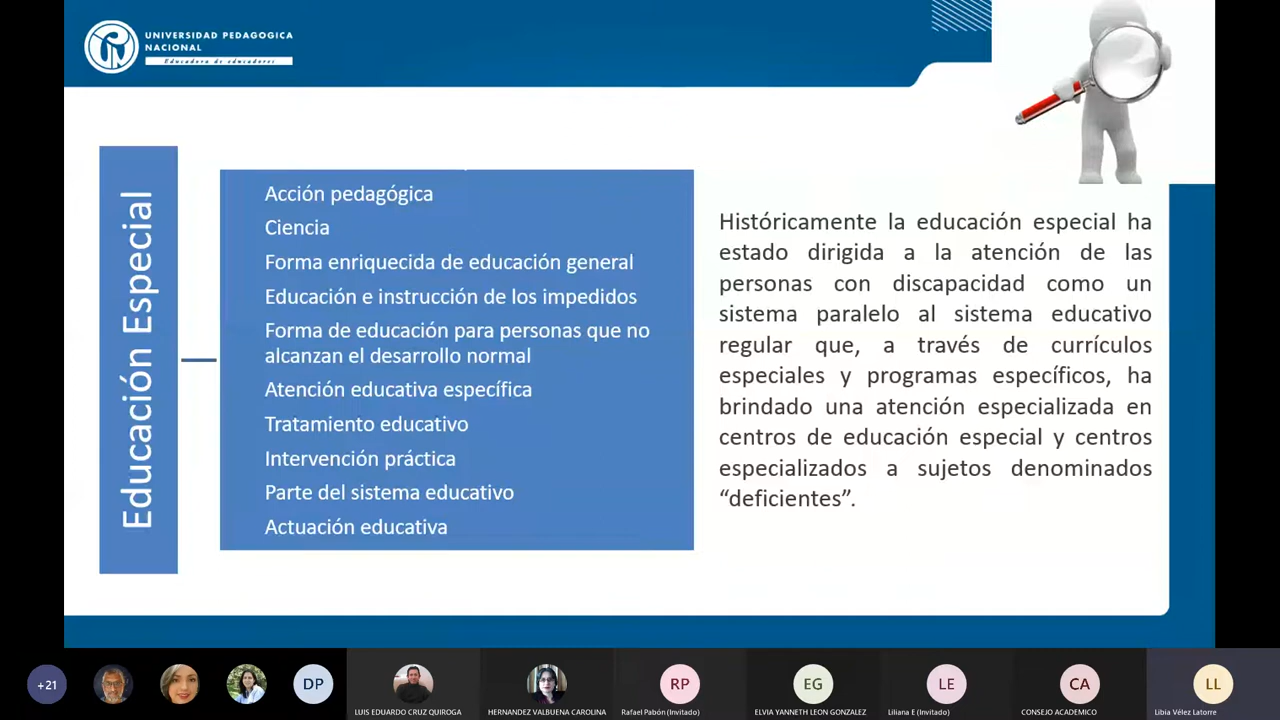 UNIVERSIDAD PEDAGOGICA
NACIONAL
Educadora de educadores
Educación Especial
Acción pedagógica
Ciencia
Forma enriquecida de educación general
Educación e instrucción de los impedidos
Forma de educación para personas que no
alcanzan el desarrollo normal
Atención educativa específica
Tratamiento educativo
Intervención práctica
Parte del sistema educativo
Actuación educativa
Históricamente la educación especial ha
estado dirigida a la atención de las
personas con discapacidad como un
sistema paralelo al sistema educativo
regular que, a través de currículos
especiales y programas específicos, ha
brindado una atención especializada en
centros de educación especial y centros
especializados a sujetos denominados
“deficientes”.
+21
DP
LUIS EDUARDO CRUZ QUIROGA
HERNANDEZ VALBUENA CAROLINA
RP
Rafael Pabón (Invitado)
EG
ELVIA YANNETH LEON GONZALEZ
LE
Liliana E (Invitado)
CA
CONSEJO ACADEMICO
LL
Libia Vélez Latorre